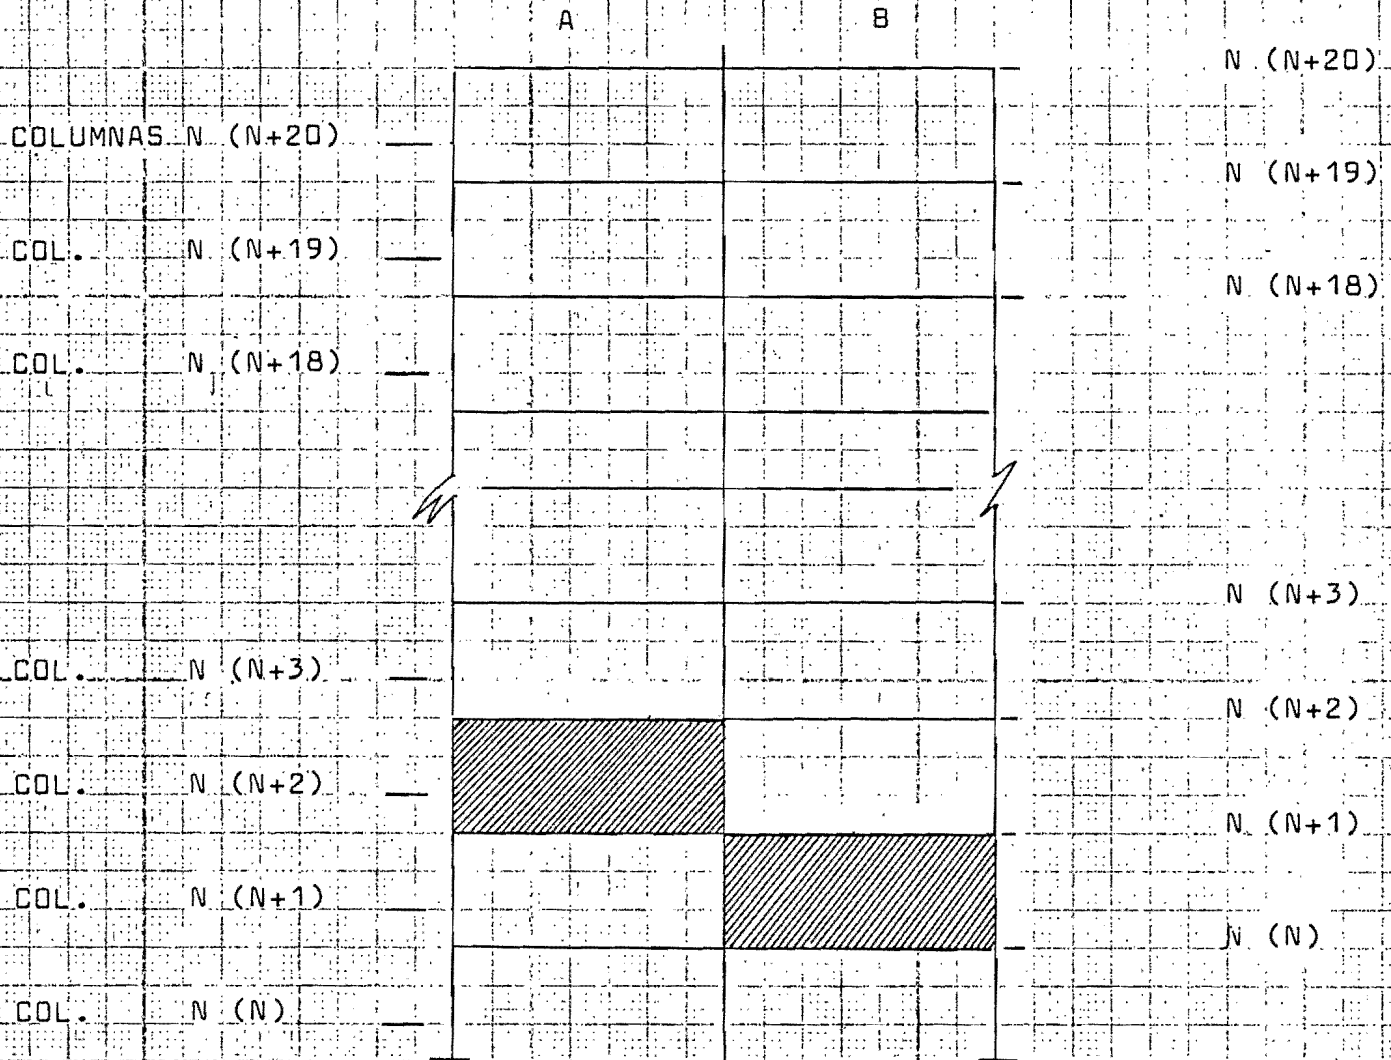 A B
N (N+20)
COLUMNAS N (N+20)
N (N+19)
COL. N (N+19)
N (N+18)
COL. N (N+18)
N (N+3)
COL. N (N+3)
N (N+2)
COL. N (N+2)
N (N+1)
COL. N (N+1)
N (N)
COL. N (N)